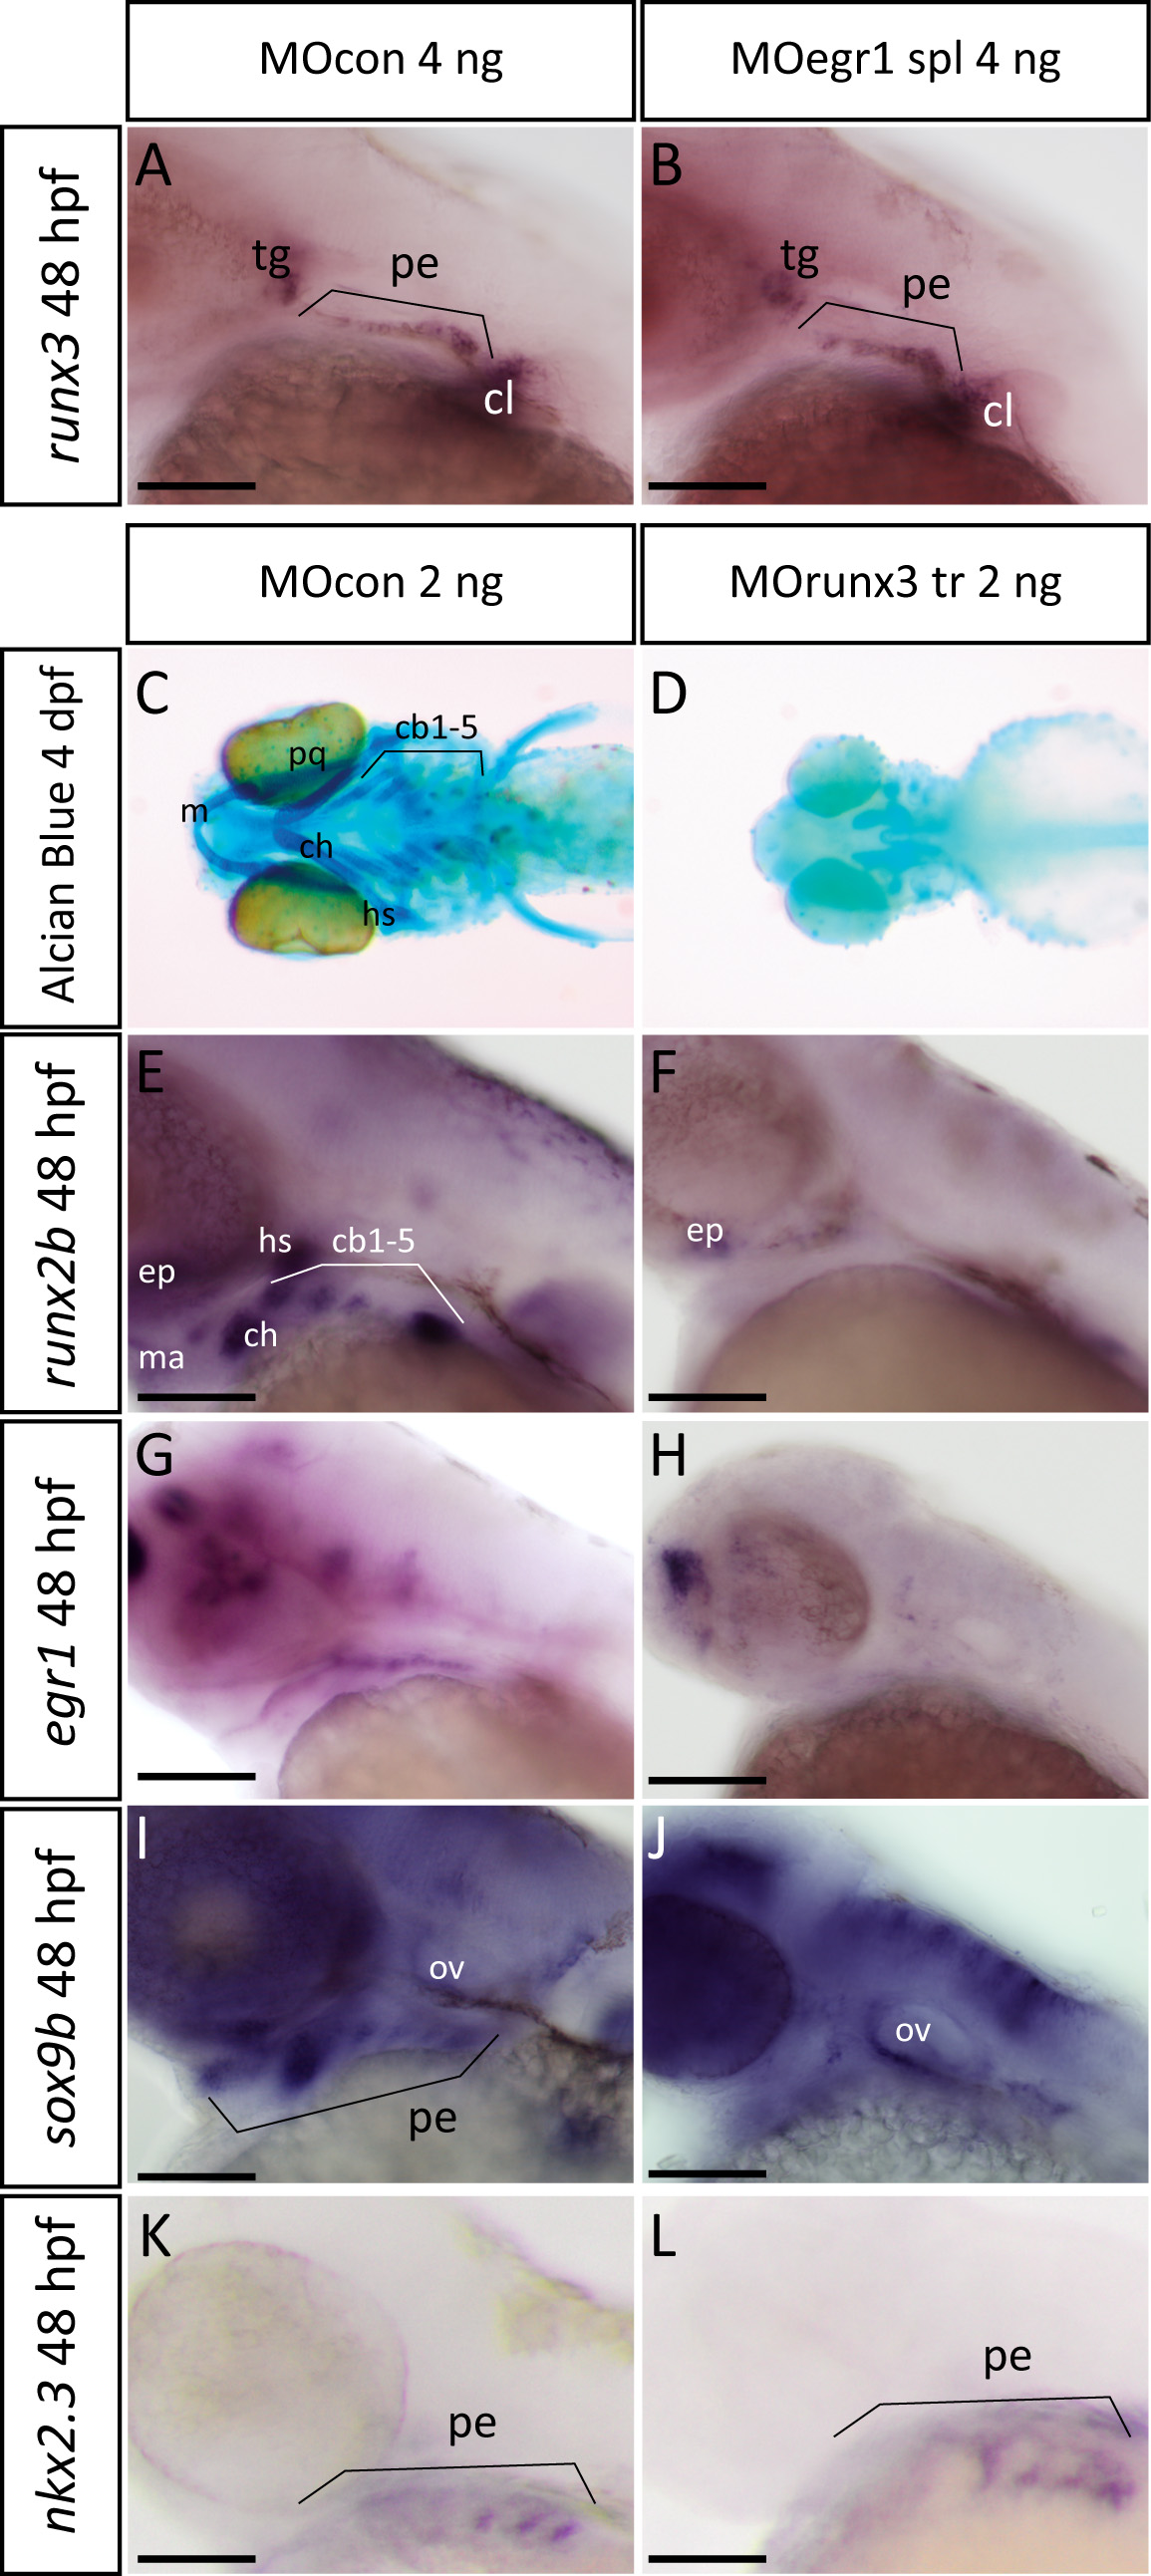 MOcon 4 ng
MOegr1 spl 4 ng
runx3 48 hpf
A
tg
pe
cl
B
tg
pe
cl
MOcon 2 ng
MOrunx3 tr 2 ng
Alcian Blue 4 dpf
C
cb1-5
pq
m
ch
hs
D
runx2b 48 hpf
E
hs
cb1-5
ep
ch
ma
F
ep
egr1 48 hpf
G
H
sox9b 48 hpf
I
ov
pe
J
ov
nkx2.3 48 hpf
K
pe
L
pe